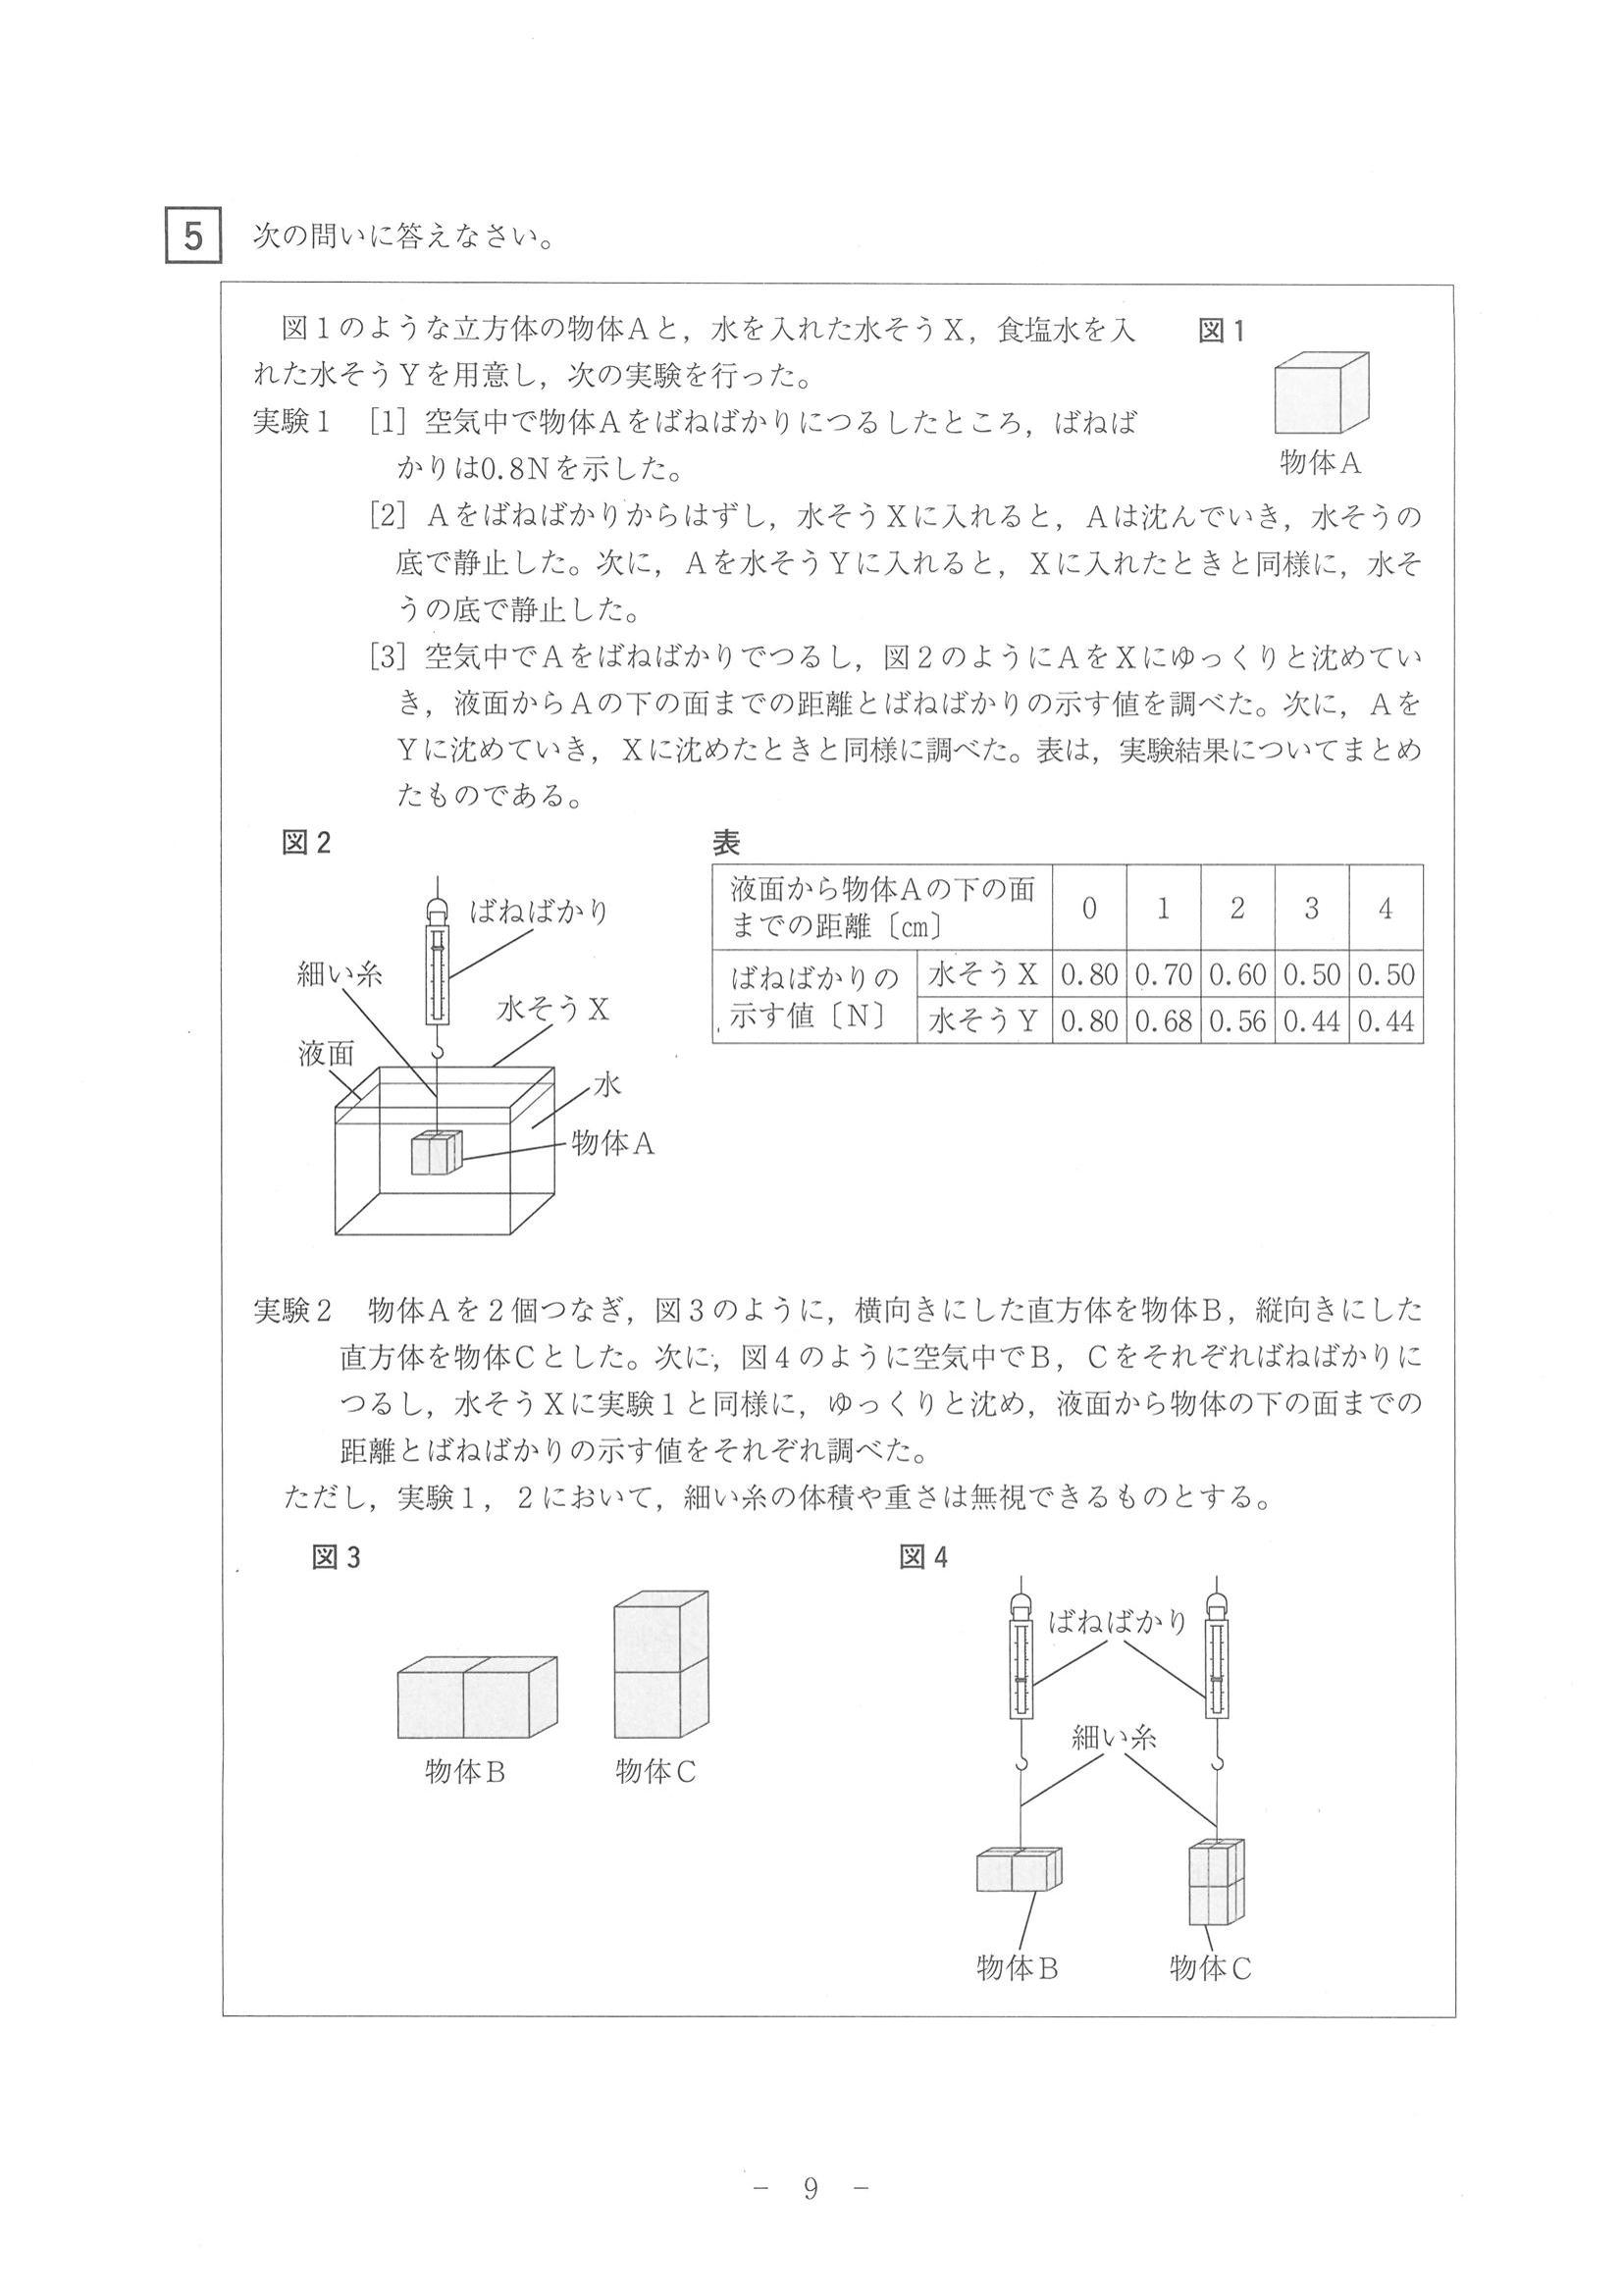 5 次の問いに答えなさい。
図1のような立方体の物体Aと，水を入れた水そうX，食塩水を入
れた水そうYを用意し，次の実験を行った。
図1
物体A
実験1 [1] 空気中で物体Aをばねばかりにつるしたところ，ばねば
かりは0.8Nを示した。
[2] Aをばねばかりからはずし，水そうXに入れると，Aは沈んでいき，水そうの
底で静止した。次に，Aを水そうYに入れると，Xに入れたときと同様に，水そ
うの底で静止した。
[3] 空気中でAをばねばかりでつるし，図2のようにAをXにゆっくりと沈めてい
き，液面からAの下の面までの距離とばねばかりの示す値を調べた。次に，Aを
Yに沈めていき，Xに沈めたときと同様に調べた。表は，実験結果についてまとめ
たものである。
図2
ばねばかり
細い糸
水そうX
液面
水
物体A
表
液面から物体Aの下の面
までの距離〔cm〕 0 1 2 3 4
ばねばかりの
示す値〔N〕
水そうX 0.80 0.70 0.60 0.50 0.50
水そうY 0.80 0.68 0.56 0.44 0.44
実験2 物体Aを2個つなぎ，図3のように，横向きにした直方体を物体B，縦向きにした
直方体を物体Cとした。次に，図4のように空気中でB，Cをそれぞればねばかりに
つるし，水そうXに実験1と同様に，ゆっくりと沈め，液面から物体の下の面までの
距離とばねばかりの示す値をそれぞれ調べた。
ただし，実験1，2において，細い糸の体積や重さは無視できるものとする。
図3
物体B
物体C
図4
ばねばかり
細い糸
物体B
物体C
－ 9 －